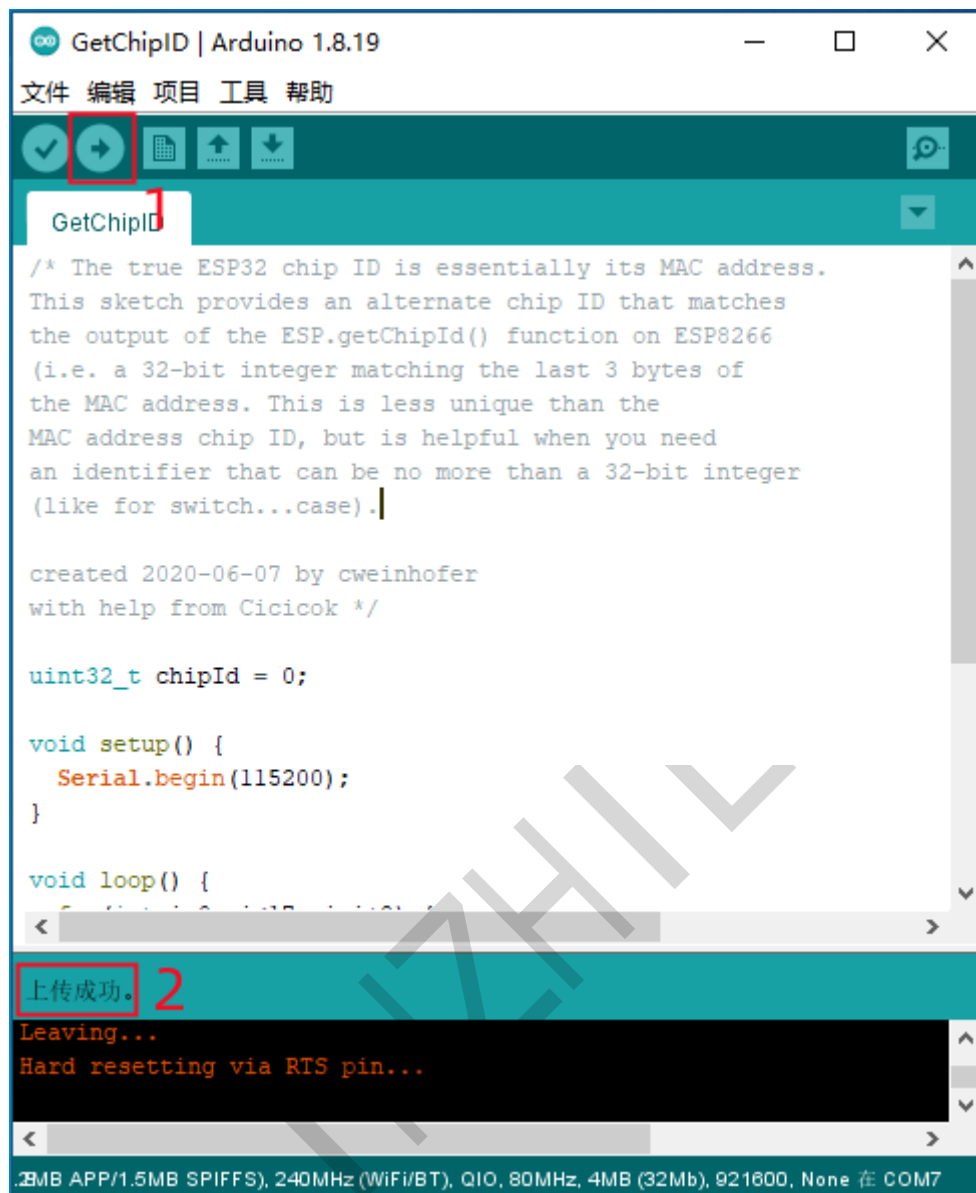 GetChipID | Arduino 1.8.19
文件 编辑 项目 工具 帮助
1
GetChipID
/* The true ESP32 chip ID is essentially its MAC address.
This sketch provides an alternate chip ID that matches
the output of the ESP.getChipId() function on ESP8266
(i.e. a 32-bit integer matching the last 3 bytes of
the MAC address. This is less unique than the
MAC address chip ID, but is helpful when you need
an identifier that can be no more than a 32-bit integer
(like for switch...case).
created 2020-06-07 by cweinhofer
with help from Cicicok */
uint32_t chipId = 0;
void setup() {
Serial.begin(115200);
}
void loop() {
上传成功。 2
Leaving...
Hard resetting via RTS pin...
MB APP/1.5MB SPIFFS), 240MHz (WiFi/BT), QIO, 80MHz, 4MB (32Mb), 921600, None 在 COM7